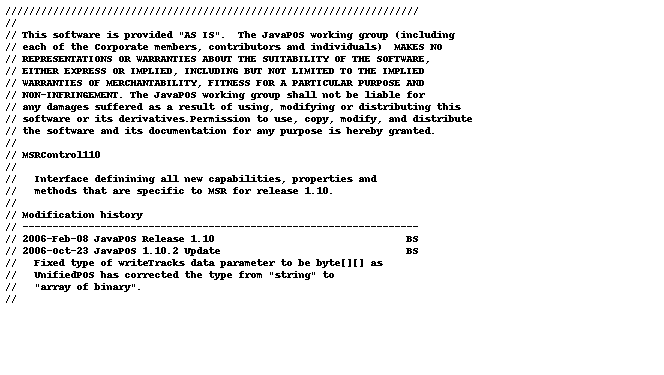 //////////////////////////////////////////////////////////////////////
//
// This software is provided "AS IS".  The JavaPOS working group (including
// each of the Corporate members, contributors and individuals)  MAKES NO
// REPRESENTATIONS OR WARRANTIES ABOUT THE SUITABILITY OF THE SOFTWARE,
// EITHER EXPRESS OR IMPLIED, INCLUDING BUT NOT LIMITED TO THE IMPLIED
// WARRANTIES OF MERCHANTABILITY, FITNESS FOR A PARTICULAR PURPOSE AND
// NON-INFRINGEMENT. The JavaPOS working group shall not be liable for
// any damages suffered as a result of using, modifying or distributing this
// software or its derivatives.Permission to use, copy, modify, and distribute
// the software and its documentation for any purpose is hereby granted.
//
// MSRControl110
//
//   Interface definining all new capabilities, properties and
//   methods that are specific to MSR for release 1.10.
//
// Modification history
// ------------------------------------------------------------------
// 2006-Feb-08 JavaPOS Release 1.10                                BS
// 2006-Oct-23 JavaPOS 1.10.2 Update                               BS
//   Fixed type of writeTracks data parameter to be byte[][] as
//   UnifiedPOS has corrected the type from "string" to
//   "array of binary".
//